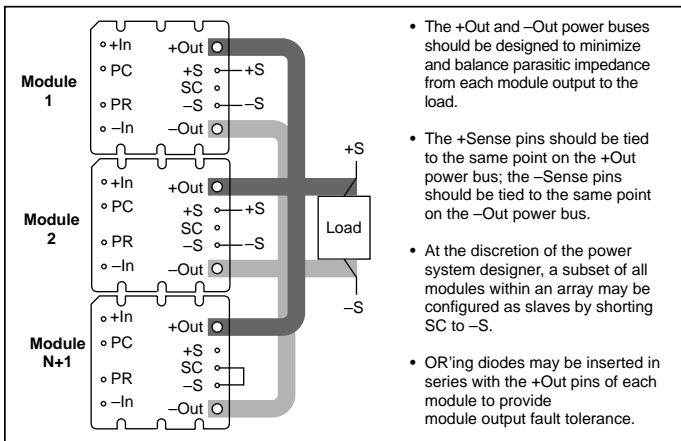 Module
1
+In
PC
PR
–In
+Out
+S
SC
–S
–Out
+S
–S
Module
2
+In
PC
PR
–In
+Out
+S
SC
–S
–Out
+S
–S
Module
N+1
+In
PC
PR
–In
+Out
+S
SC
–S
–Out
+S
Load
–S
• The +Out and –Out power buses
should be designed to minimize
and balance parasitic impedance
from each module output to the
load.
• The +Sense pins should be tied
to the same point on the +Out
power bus; the –Sense pins
should be tied to the same point
on the –Out power bus.
• At the discretion of the power
system designer, a subset of all
modules within an array may be
configured as slaves by shorting
SC to –S.
• OR'ing diodes may be inserted in
series with the +Out pins of each
module to provide
module output fault tolerance.